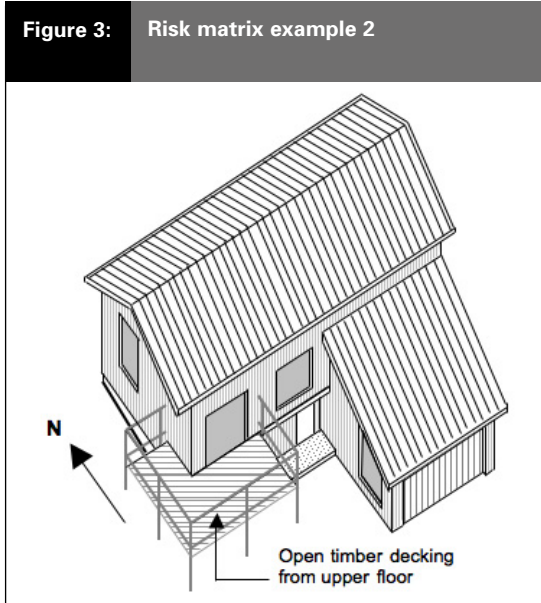 Figure 3: Risk matrix example 2
N
Open timber decking
from upper floor